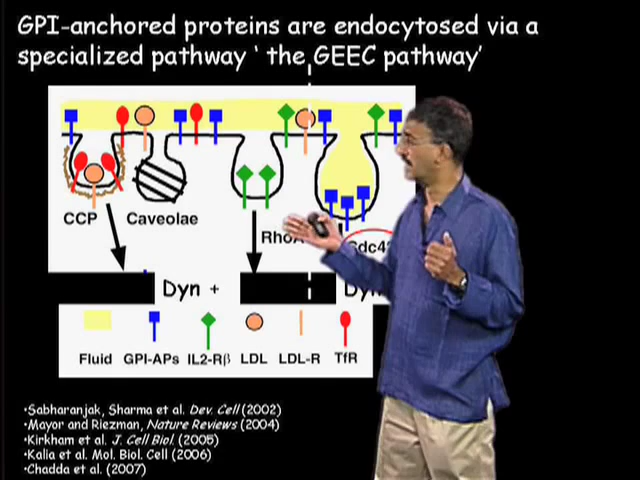 GPI-anchored proteins are endocytosed via a
specialized pathway ‘ the GEEC pathway’
CCP
Caveolae
RhoA
Dyn +
Dyn
Fluid GPI-APs IL2-Rβ LDL LDL-R TfR
•Sabharanjak, Sharma et al. Dev. Cell (2002)
•Mayor and Riezman, Nature Reviews (2004)
•Kirkham et al. J. Cell Biol. (2005)
•Kalia et al. Mol. Biol. Cell (2006)
•Chadda et al. (2007)